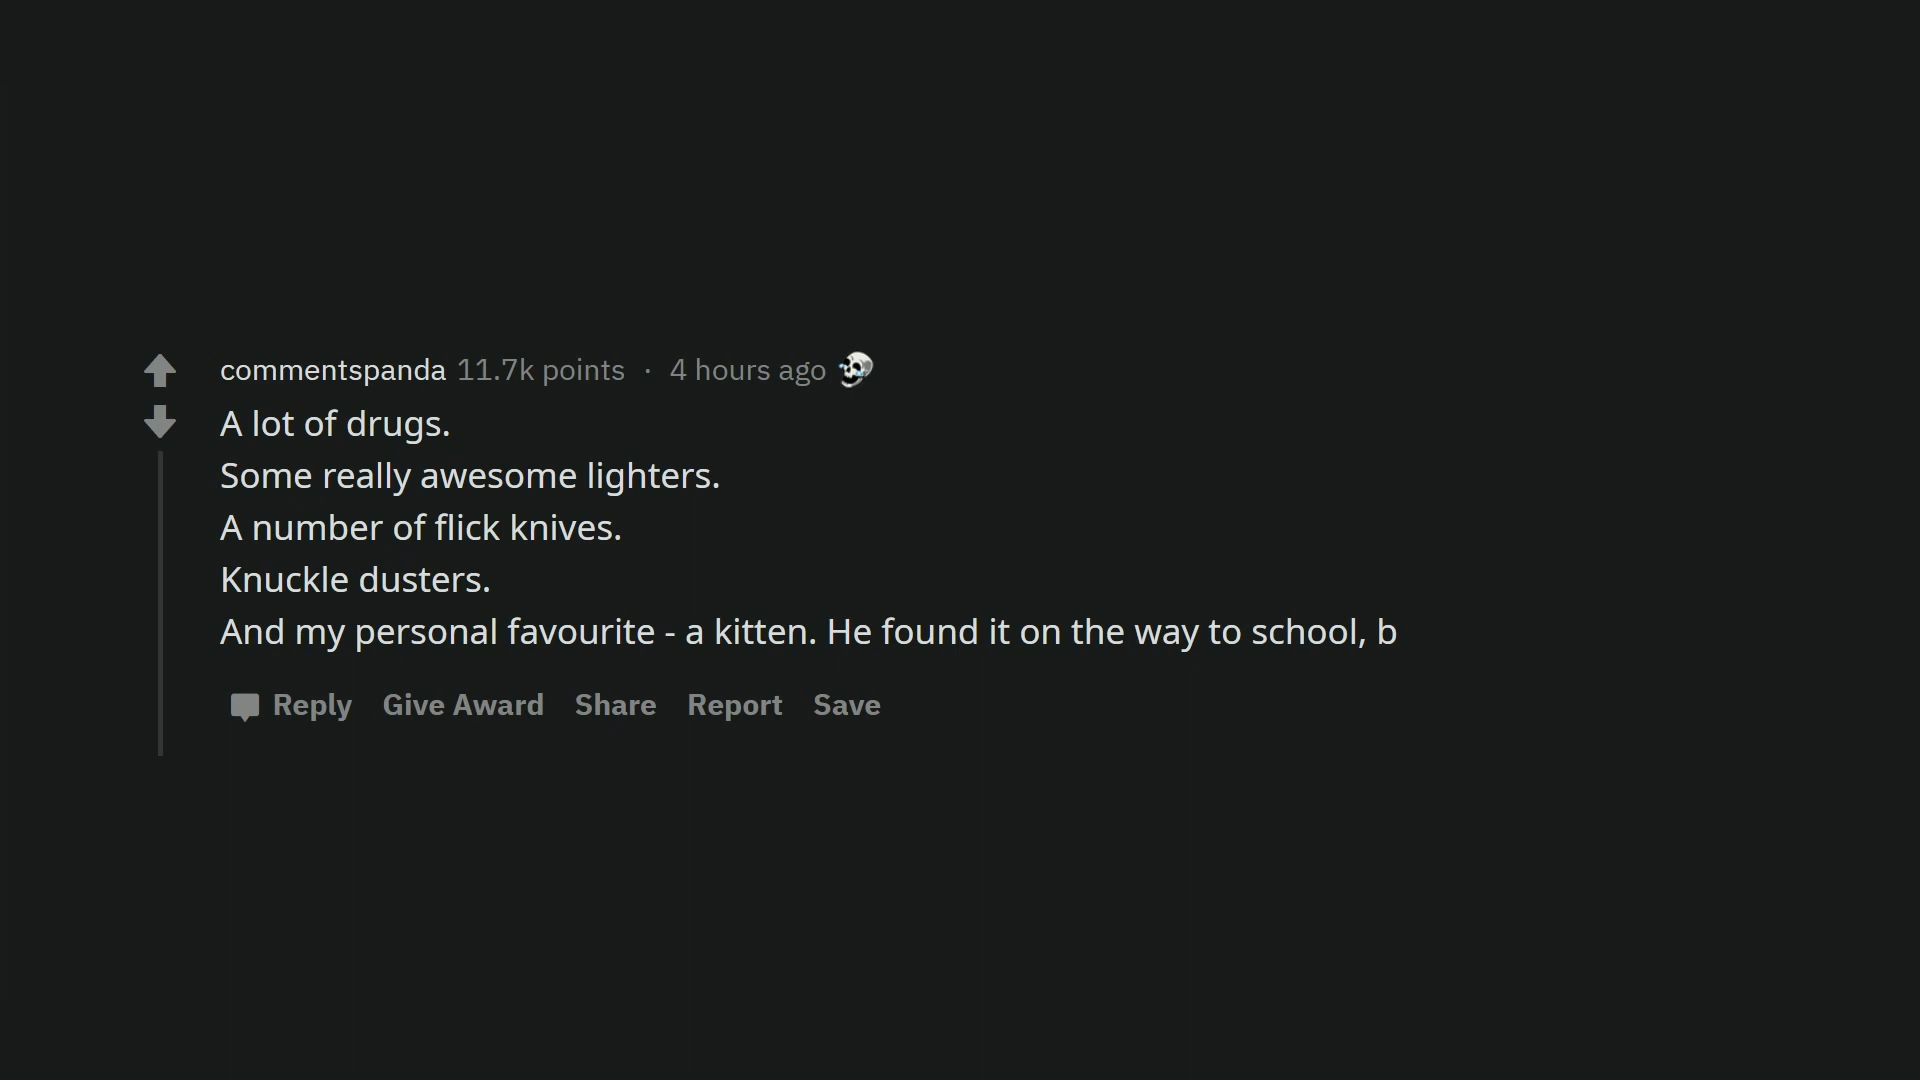 commentspanda 11.7k points · 4 hours ago
A lot of drugs.
Some really awesome lighters.
A number of flick knives.
Knuckle dusters.
And my personal favourite - a kitten. He found it on the way to school, b
Reply Give Award Share Report Save